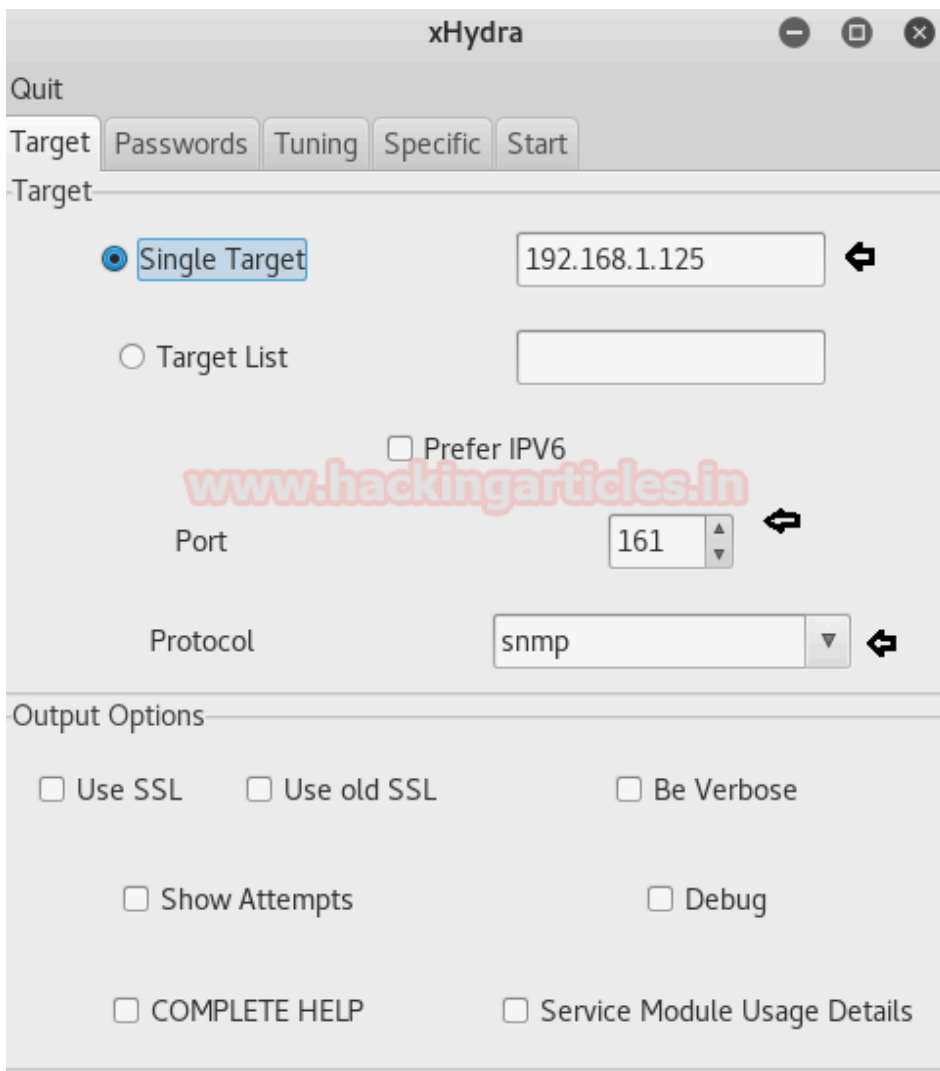 xHydra
Quit
Target Passwords Tuning Specific Start
Target
Single Target 192.168.1.125
Target List
Prefer IPV6
www.hackingarticles.in
Port 161
Protocol snmp
Output Options
Use SSL Use old SSL Be Verbose
Show Attempts Debug
COMPLETE HELP Service Module Usage Details